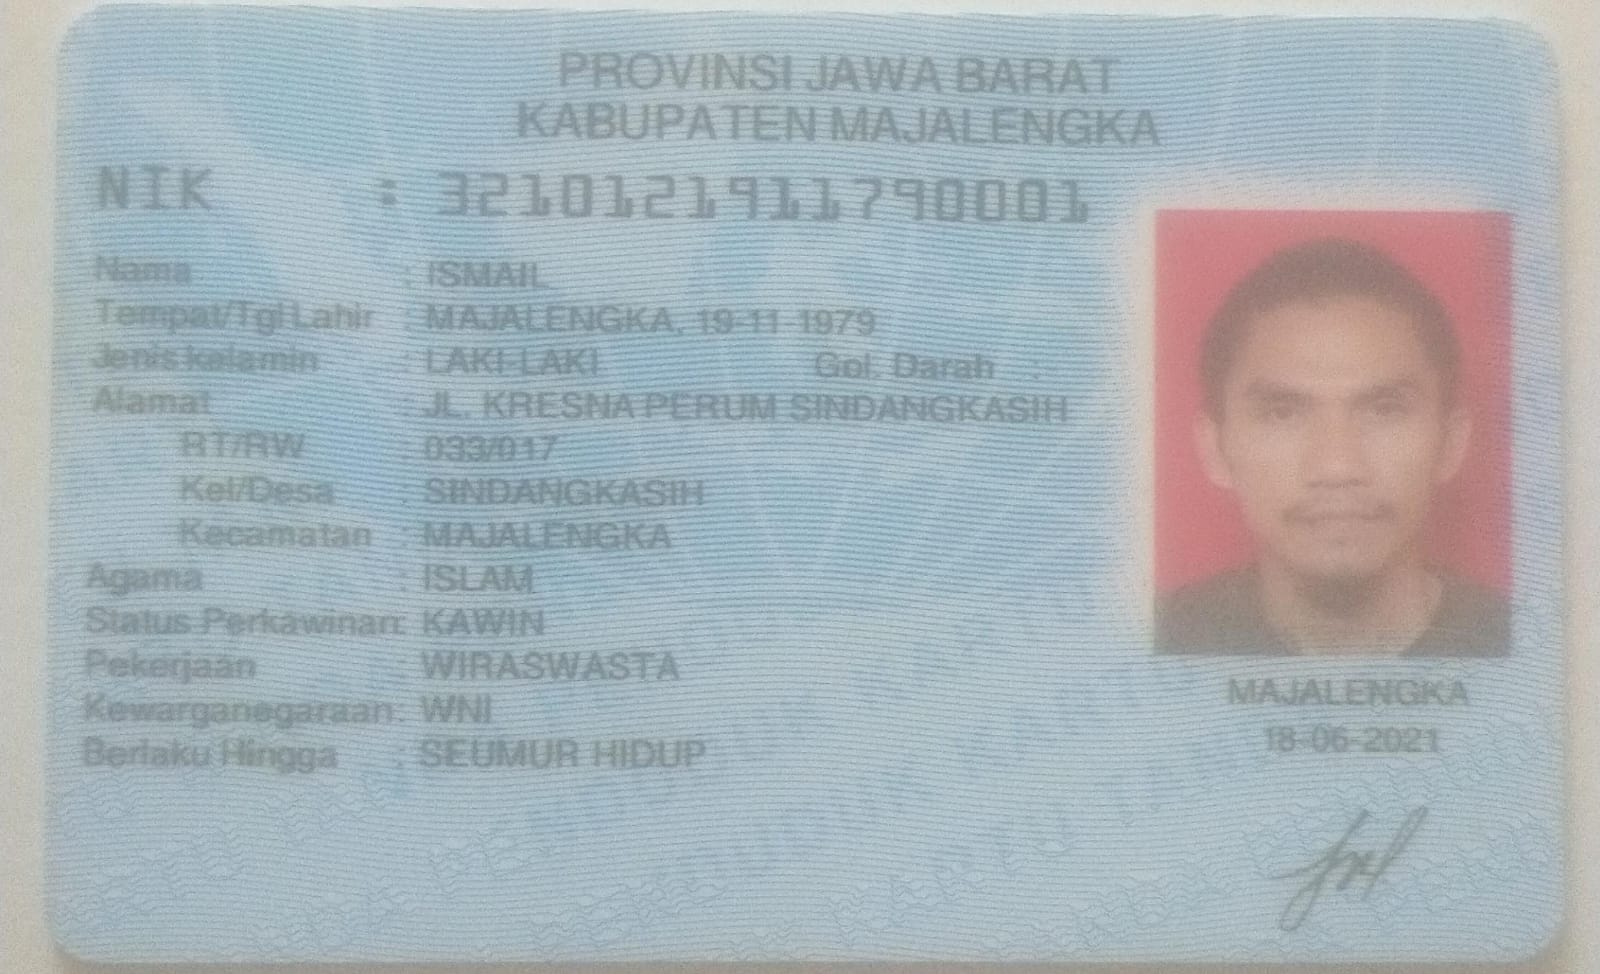 PROVINSI JAWA BARAT
KABUPATEN MAJALENGKA
NIK : 3210121911790001
Nama : ISMAIL
Tempat/Tgl Lahir : MAJALENGKA, 19-11-1979
Jenis kelamin : LAKI-LAKI Gol. Darah :
Alamat : JL. KRESNA PERUM SINDANGKASIH
RT/RW : 033/017
Kel/Desa : SINDANGKASIH
Kecamatan : MAJALENGKA
Agama : ISLAM
Status Perkawinan: KAWIN
Pekerjaan : WIRASWASTA
Kewarganegaraan: WNI
Berlaku Hingga : SEUMUR HIDUP
MAJALENGKA
18-06-2021